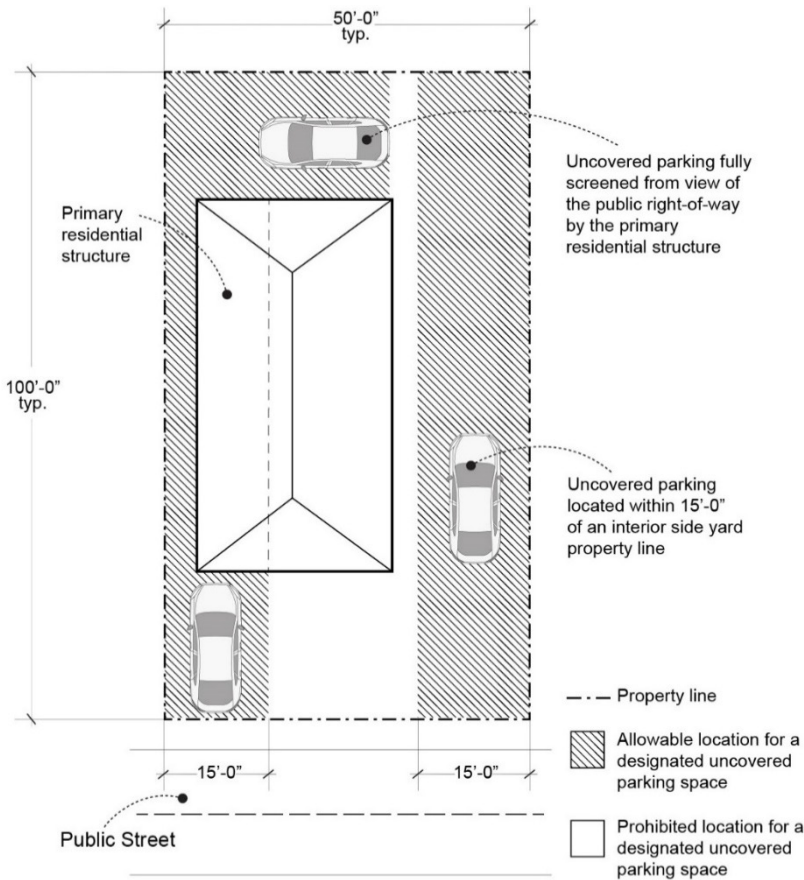 50’-0”
typ.
Uncovered parking fully
screened from view of
the public right-of-way
by the primary
residential structure
Primary
residential
structure
100’-0”
typ.
Uncovered parking
located within 15’-0”
of an interior side yard
property line
Property line
Allowable location for a
designated uncovered
parking space
15’-0”
15’-0”
Public Street
Prohibited location for a
designated uncovered
parking space